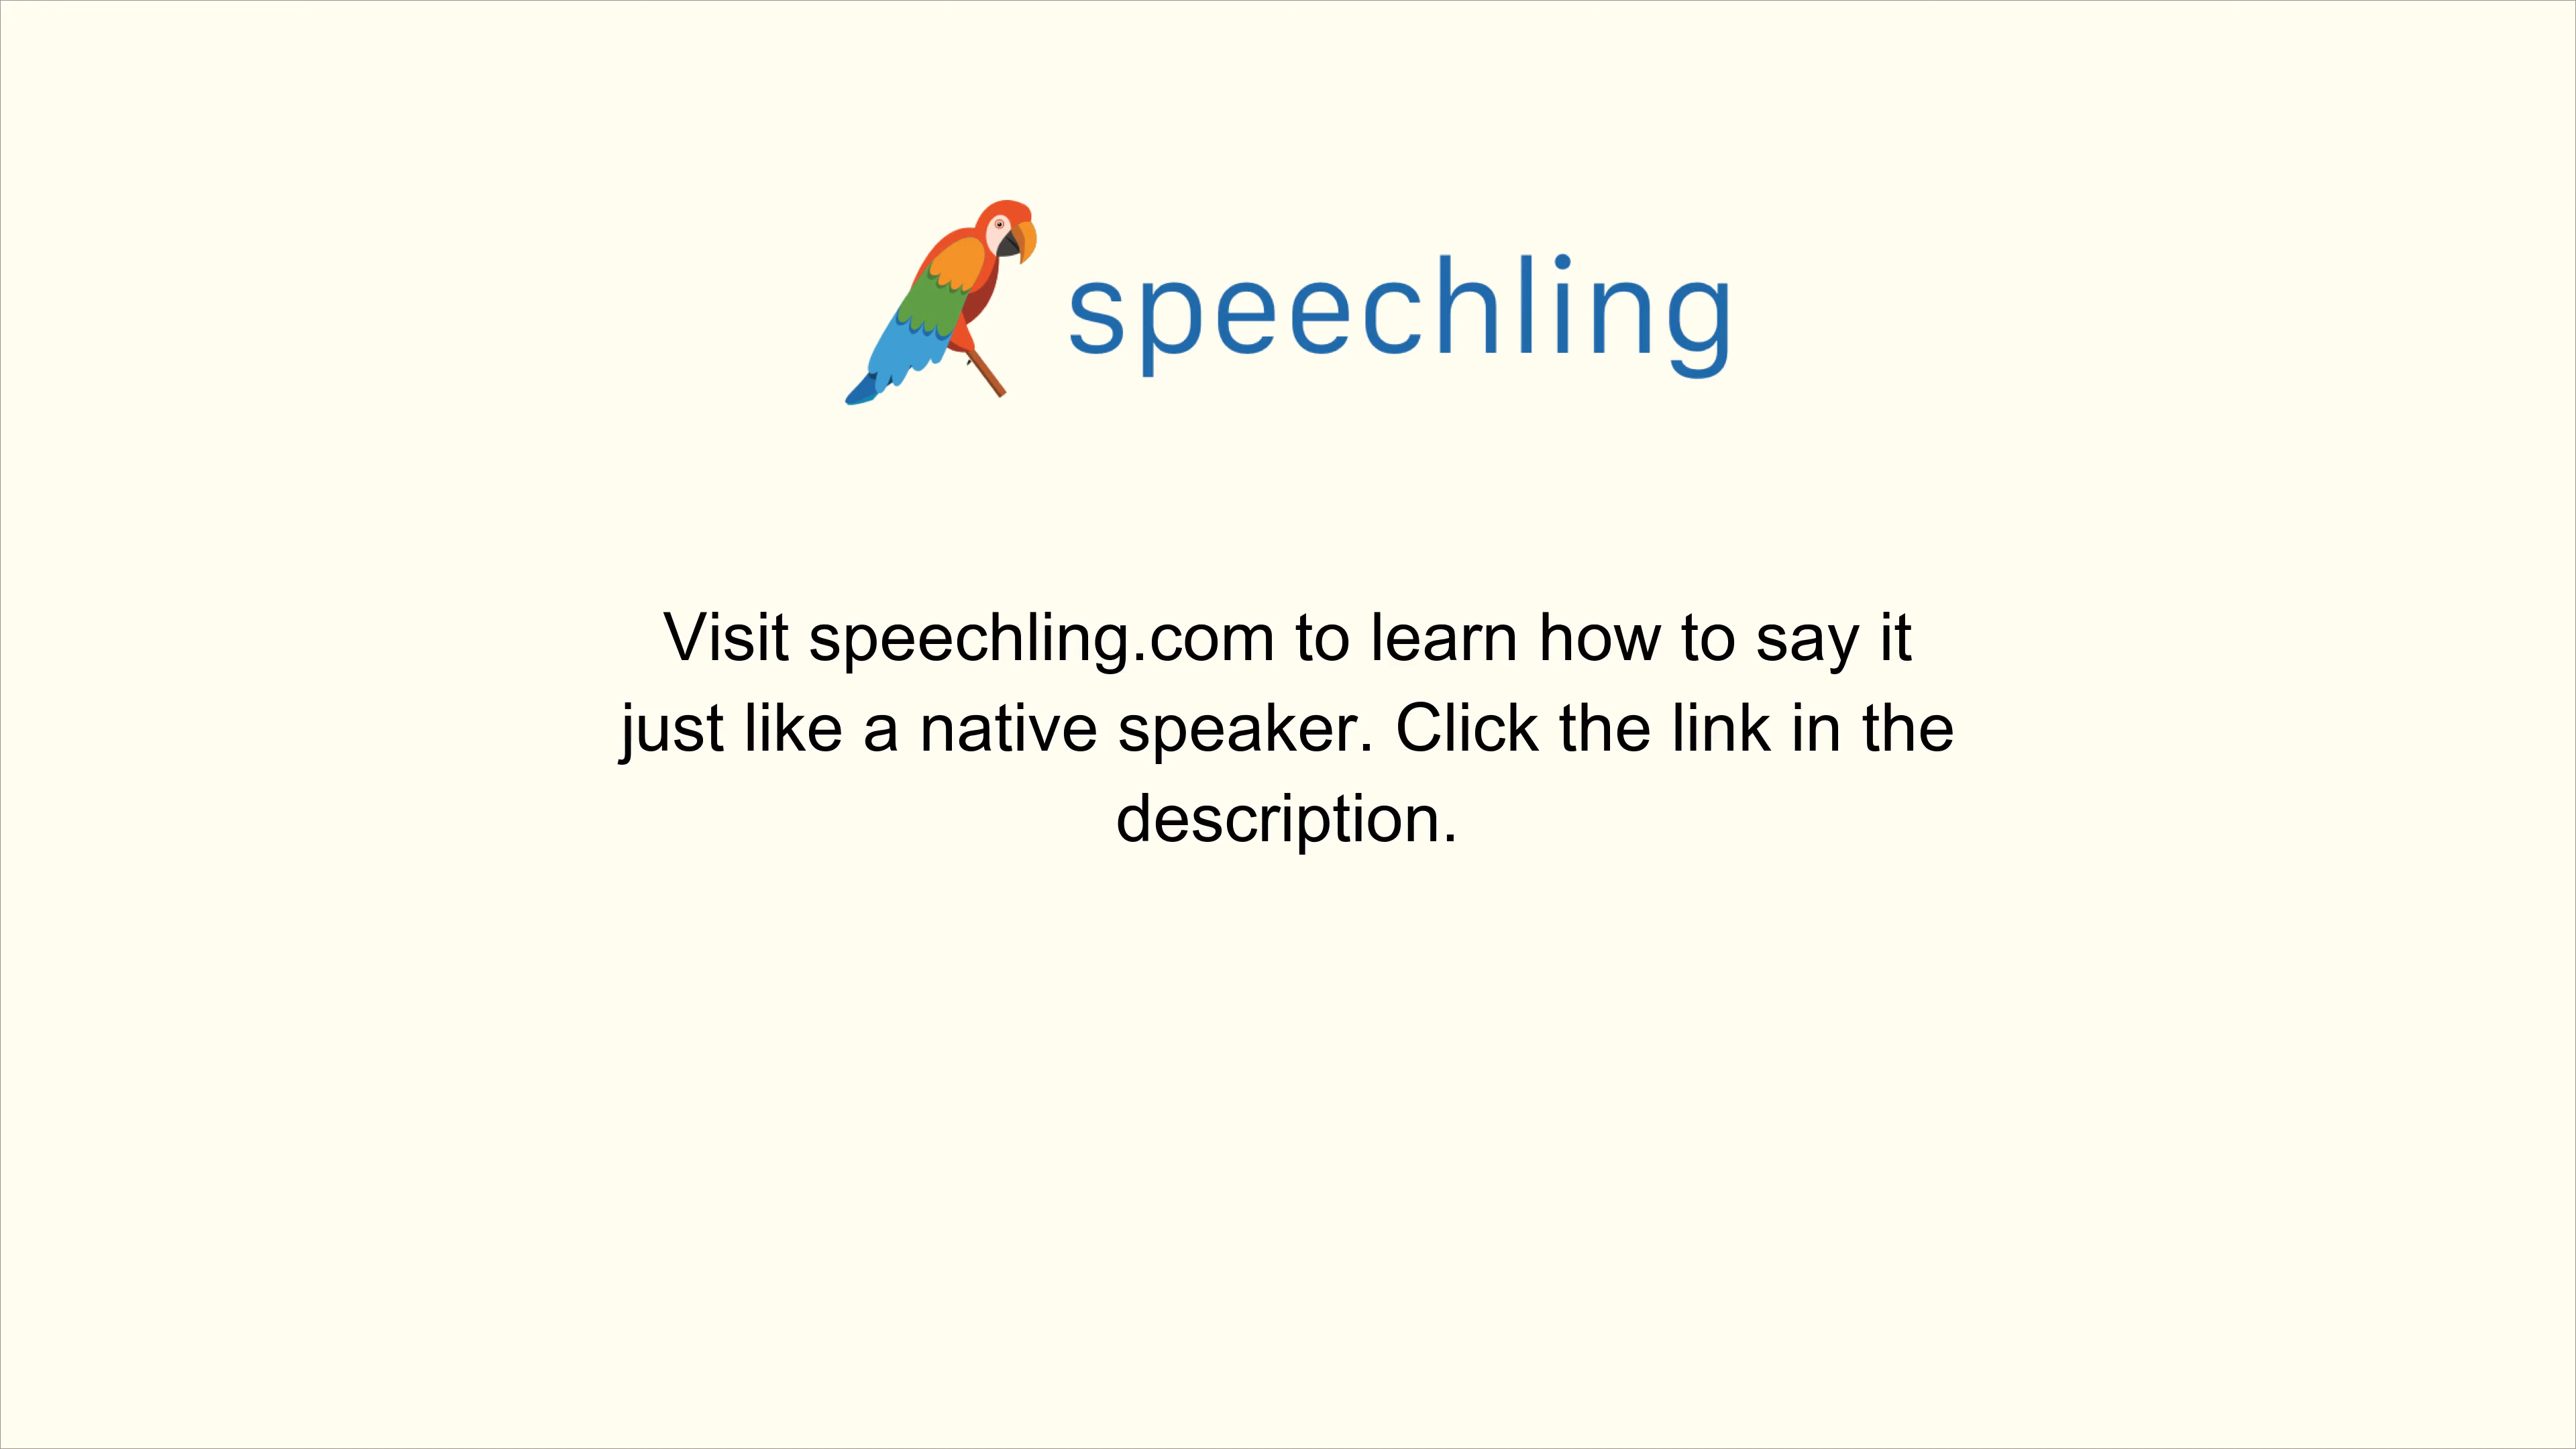 speechling
Visit speechling.com to learn how to say it
just like a native speaker. Click the link in the
description.